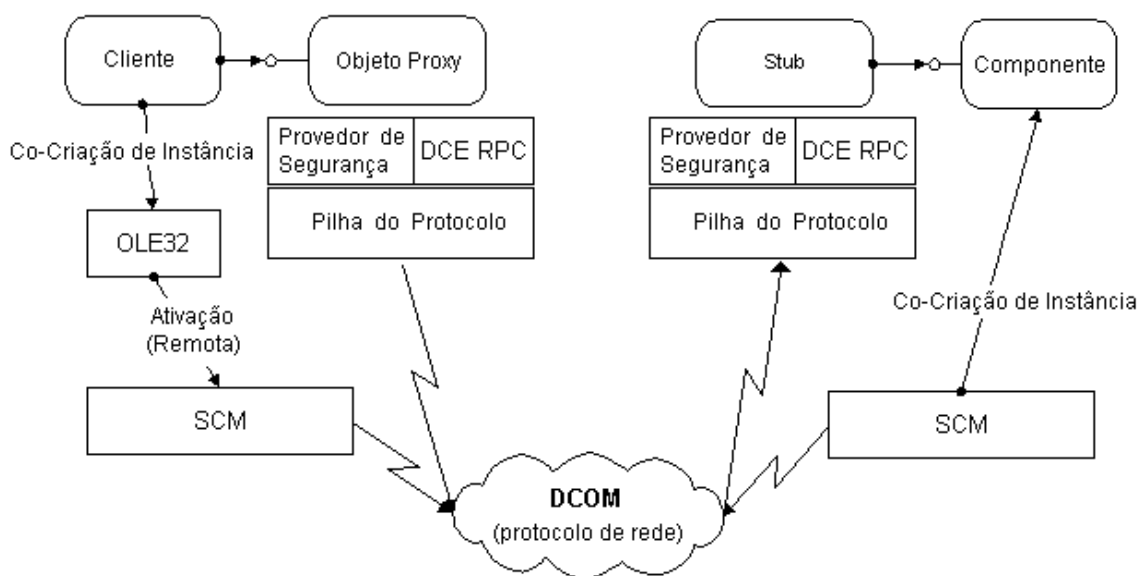 Cliente
Objeto Proxy
Stub
Componente
Co-Criação de Instância
Provedor de
Segurança
DCE RPC
Provedor de
Segurança
DCE RPC
Pilha do Protocolo
Pilha do Protocolo
OLE32
Ativação
(Remota)
Co-Criação de Instância
SCM
SCM
DCOM
(protocolo de rede)